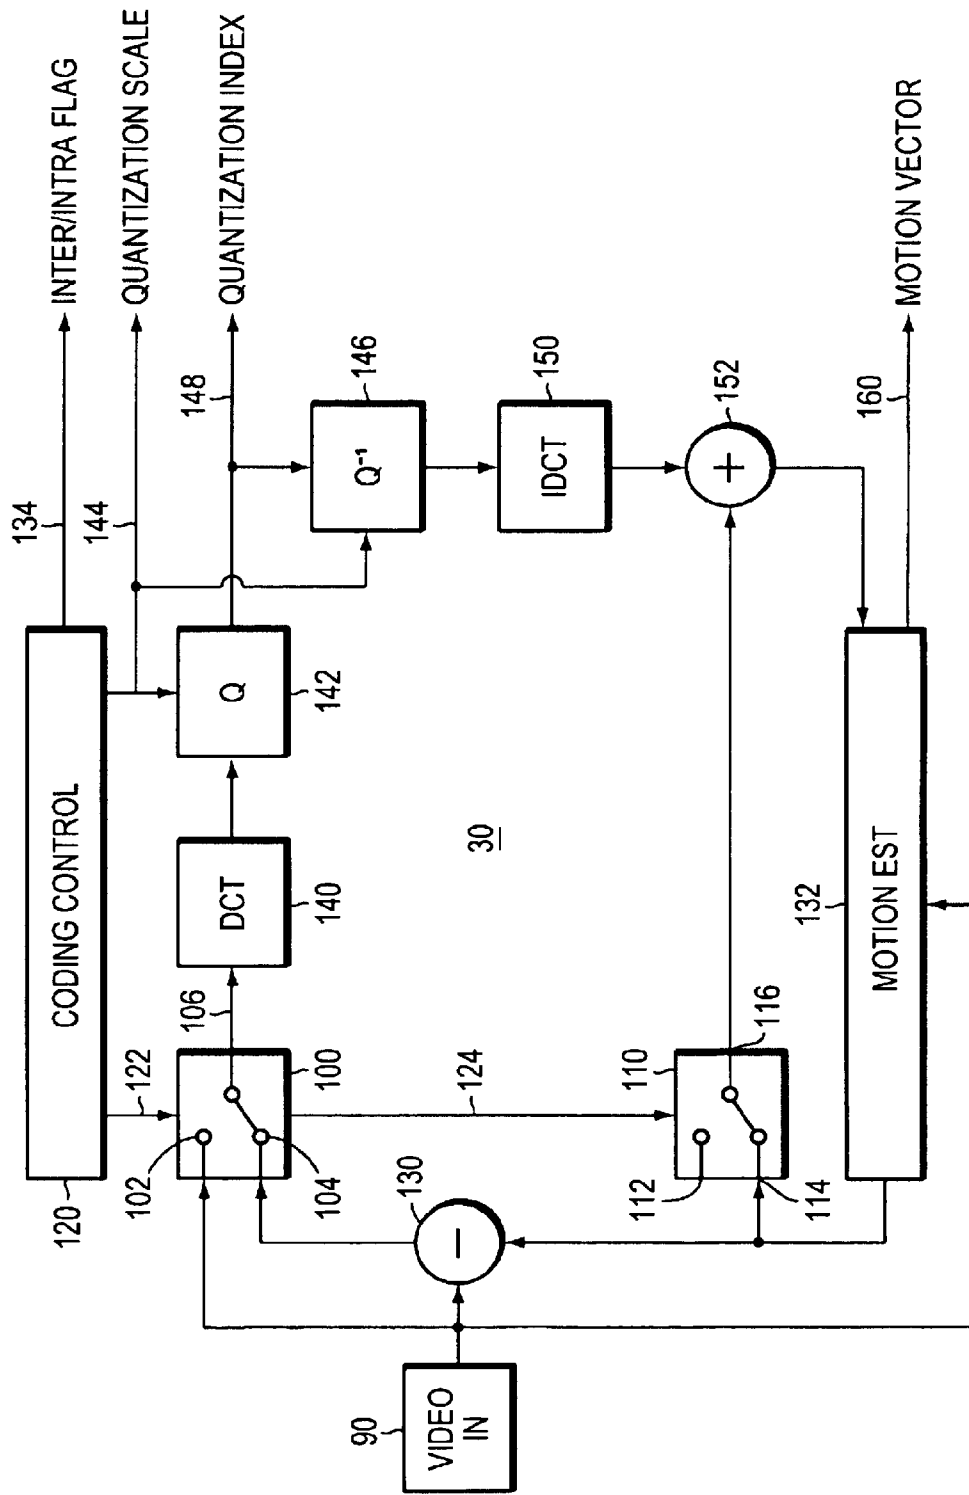 134
INTER/INTRA FLAG
144
QUANTIZATION SCALE
148
QUANTIZATION INDEX
CODING CONTROL
120
122
102
104
100
106
DCT
140
Q
142
Q⁻¹
146
IDCT
150
+
152
30
124
110
112
114
116
130
−
90
VIDEO
IN
MOTION EST
132
160
MOTION VECTOR